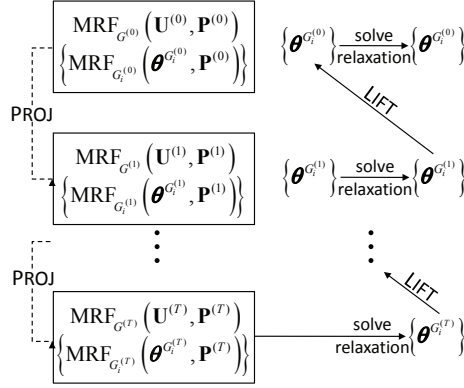 MRF_{G^{(0)}}(U^{(0)}, P^{(0)})
{MRF_{G_i^{(0)}}(θ^{G_i^{(0)}}, P^{(0)})}
{θ^{G_i^{(0)}}} solve relaxation {θ^{G_i^{(0)}}}
PROJ
LIFT
MRF_{G^{(1)}}(U^{(1)}, P^{(1)})
{MRF_{G_i^{(1)}}(θ^{G_i^{(1)}}, P^{(1)})}
{θ^{G_i^{(1)}}} solve relaxation {θ^{G_i^{(1)}}}
PROJ
LIFT
MRF_{G^{(T)}}(U^{(T)}, P^{(T)})
{MRF_{G_i^{(T)}}(θ^{G_i^{(T)}}, P^{(T)})}
solve relaxation {θ^{G_i^{(T)}}}